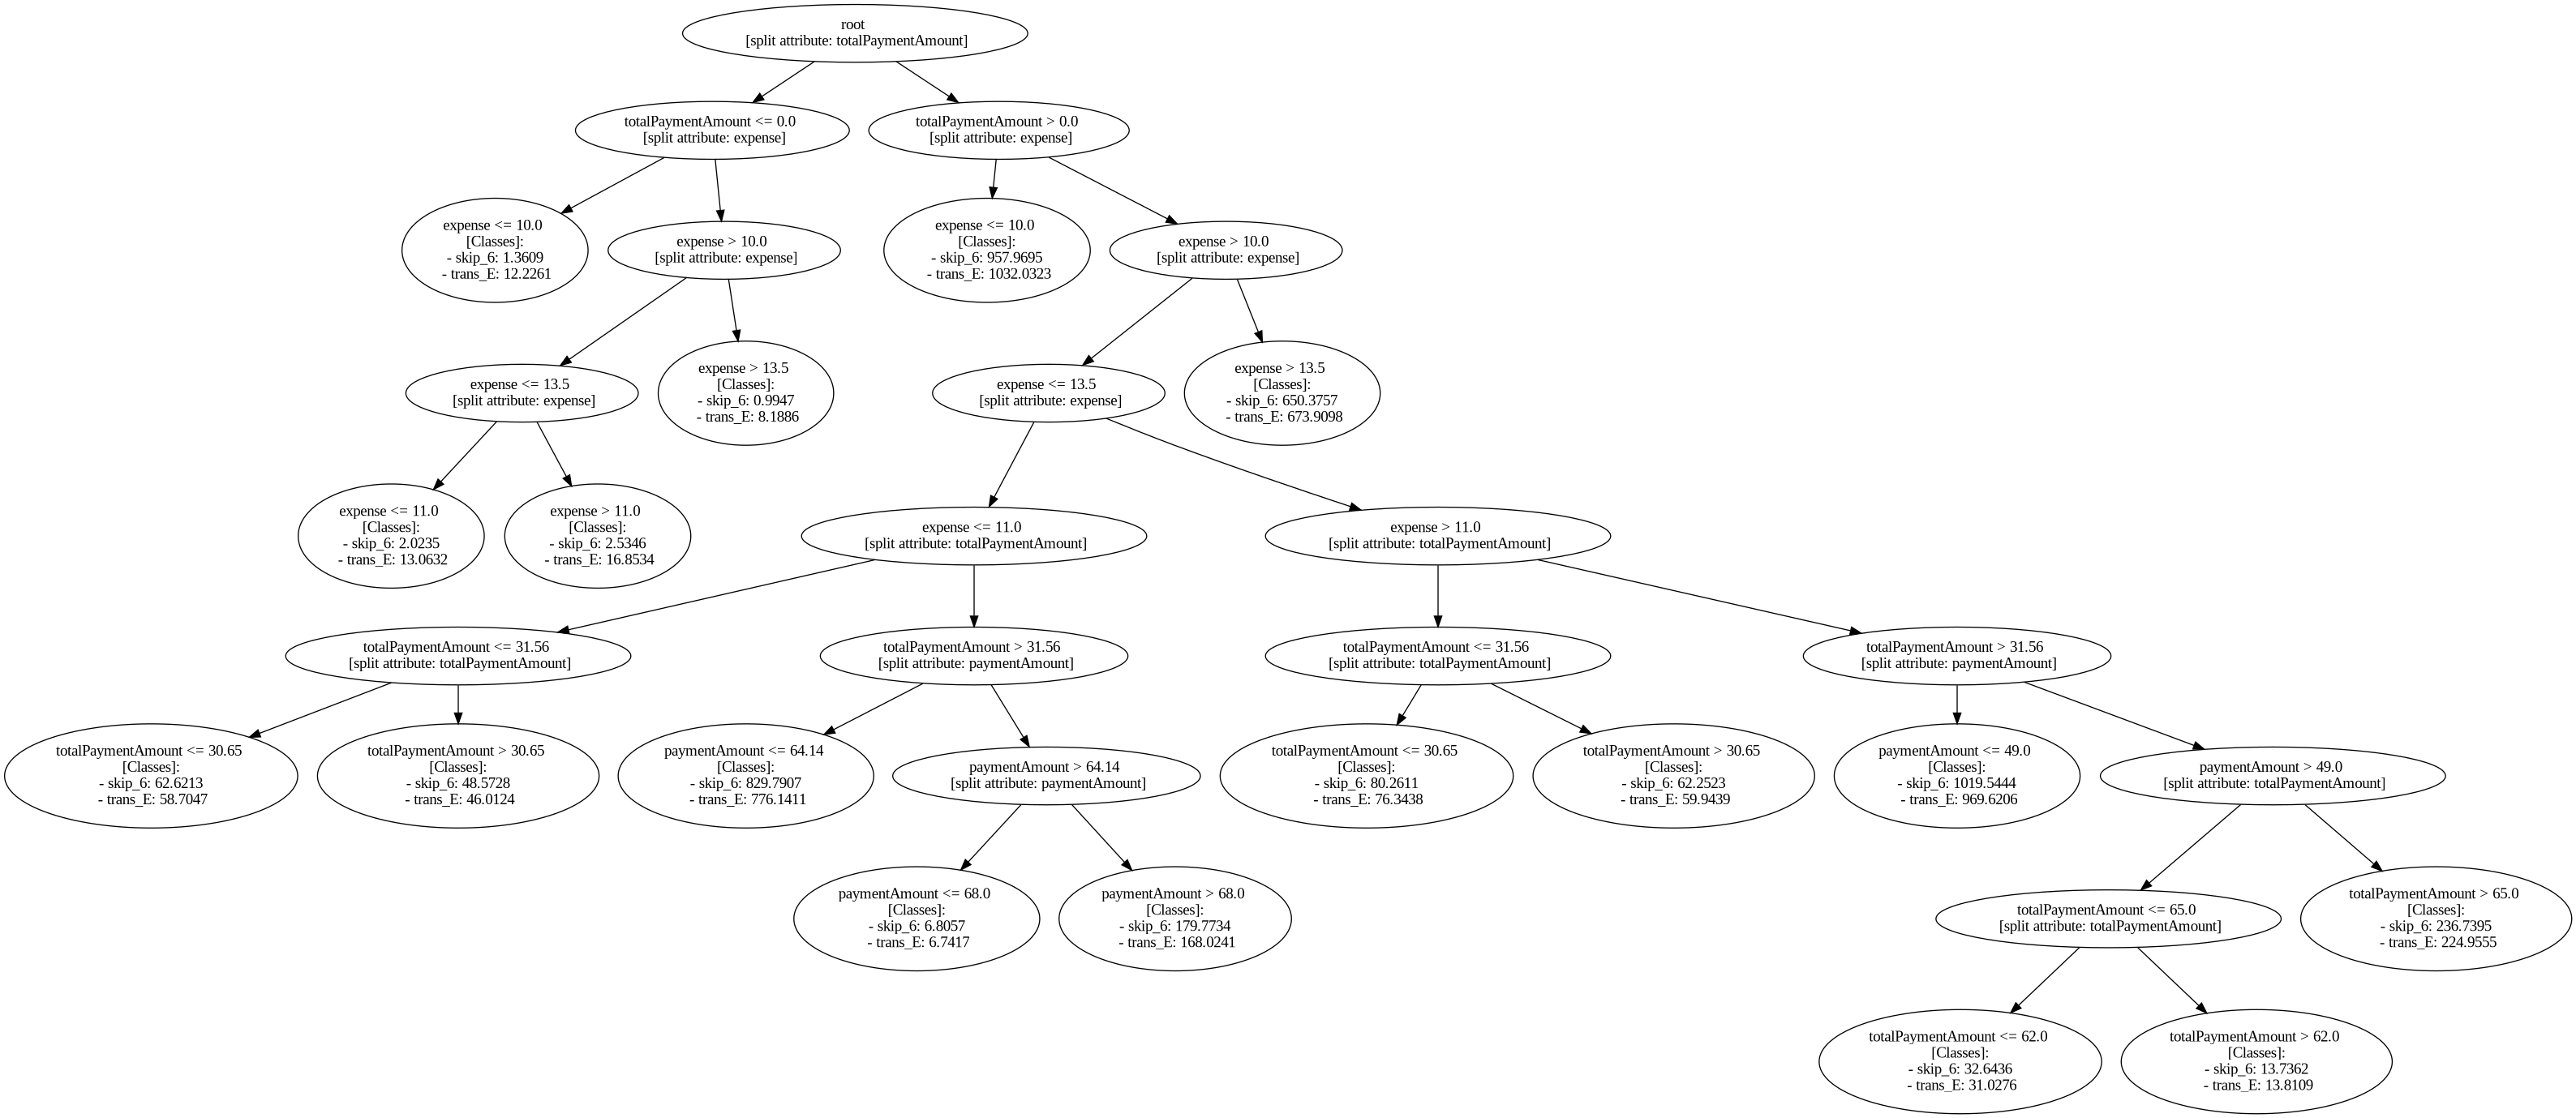 root
[split attribute: totalPaymentAmount]
totalPaymentAmount <= 0.0
[split attribute: expense]
totalPaymentAmount > 0.0
[split attribute: expense]
expense <= 10.0
[Classes]:
- skip_6: 1.3609
- trans_E: 12.2261
expense > 10.0
[split attribute: expense]
expense <= 10.0
[Classes]:
- skip_6: 957.9695
- trans_E: 1032.0323
expense > 10.0
[split attribute: expense]
expense <= 13.5
[split attribute: expense]
expense > 13.5
[Classes]:
- skip_6: 0.9947
- trans_E: 8.1886
expense <= 13.5
[split attribute: expense]
expense > 13.5
[Classes]:
- skip_6: 650.3757
- trans_E: 673.9098
expense <= 11.0
[Classes]:
- skip_6: 2.0235
- trans_E: 13.0632
expense > 11.0
[Classes]:
- skip_6: 2.5346
- trans_E: 16.8534
expense <= 11.0
[split attribute: totalPaymentAmount]
expense > 11.0
[split attribute: totalPaymentAmount]
totalPaymentAmount <= 31.56
[split attribute: totalPaymentAmount]
totalPaymentAmount > 31.56
[split attribute: paymentAmount]
totalPaymentAmount <= 31.56
[split attribute: totalPaymentAmount]
totalPaymentAmount > 31.56
[split attribute: paymentAmount]
totalPaymentAmount <= 30.65
[Classes]:
- skip_6: 62.6213
- trans_E: 58.7047
totalPaymentAmount > 30.65
[Classes]:
- skip_6: 48.5728
- trans_E: 46.0124
paymentAmount <= 64.14
[Classes]:
- skip_6: 829.7907
- trans_E: 776.1411
paymentAmount > 64.14
[split attribute: paymentAmount]
totalPaymentAmount <= 30.65
[Classes]:
- skip_6: 80.2611
- trans_E: 76.3438
totalPaymentAmount > 30.65
[Classes]:
- skip_6: 62.2523
- trans_E: 59.9439
paymentAmount <= 49.0
[Classes]:
- skip_6: 1019.5444
- trans_E: 969.6206
paymentAmount > 49.0
[split attribute: totalPaymentAmount]
paymentAmount <= 68.0
[Classes]:
- skip_6: 6.8057
- trans_E: 6.7417
paymentAmount > 68.0
[Classes]:
- skip_6: 179.7734
- trans_E: 168.0241
totalPaymentAmount <= 65.0
[split attribute: totalPaymentAmount]
totalPaymentAmount > 65.0
[Classes]:
- skip_6: 236.7395
- trans_E: 224.9555
totalPaymentAmount <= 62.0
[Classes]:
- skip_6: 32.6436
- trans_E: 31.0276
totalPaymentAmount > 62.0
[Classes]:
- skip_6: 13.7362
- trans_E: 13.8109